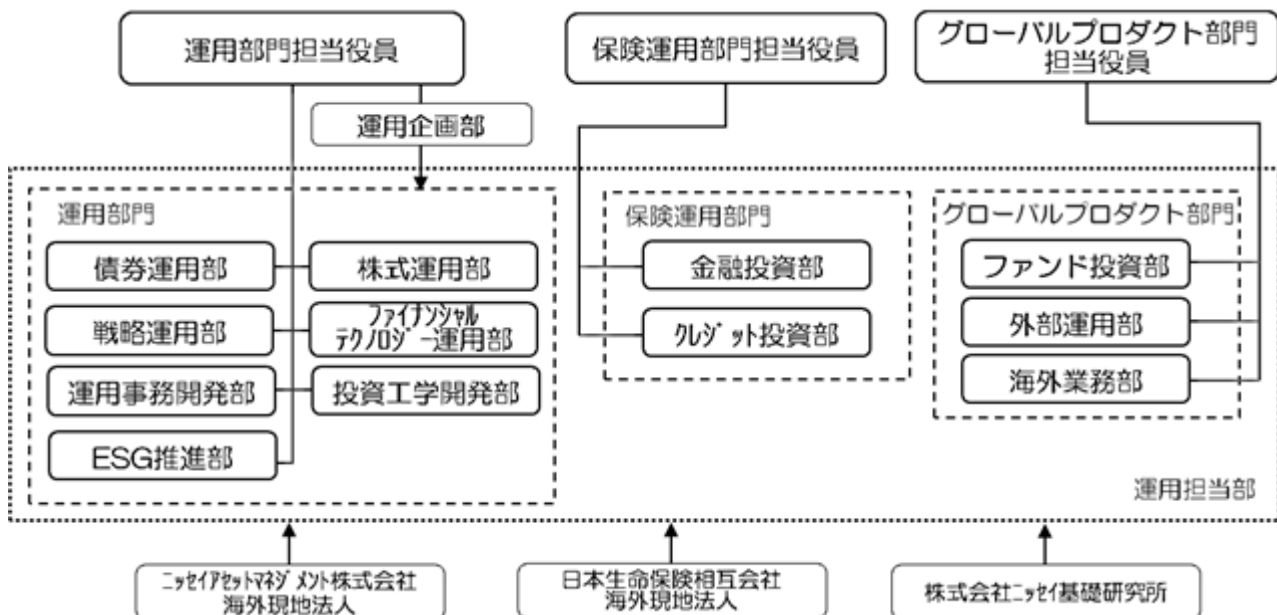 運用部門担当役員
保険運用部門担当役員
グローバルプロダクト部門
担当役員
運用企画部
運用部門
債券運用部
株式運用部
戦略運用部
ファイナンシャル
テクノロジー運用部
運用事務開発部
投資工学開発部
ESG推進部
保険運用部門
金融投資部
クレジット投資部
グローバルプロダクト部門
ファンド投資部
外部運用部
海外業務部
運用担当部
ニッセイアセットマネジメント株式会社
海外現地法人
日本生命保険相互会社
海外現地法人
株式会社ニッセイ基礎研究所